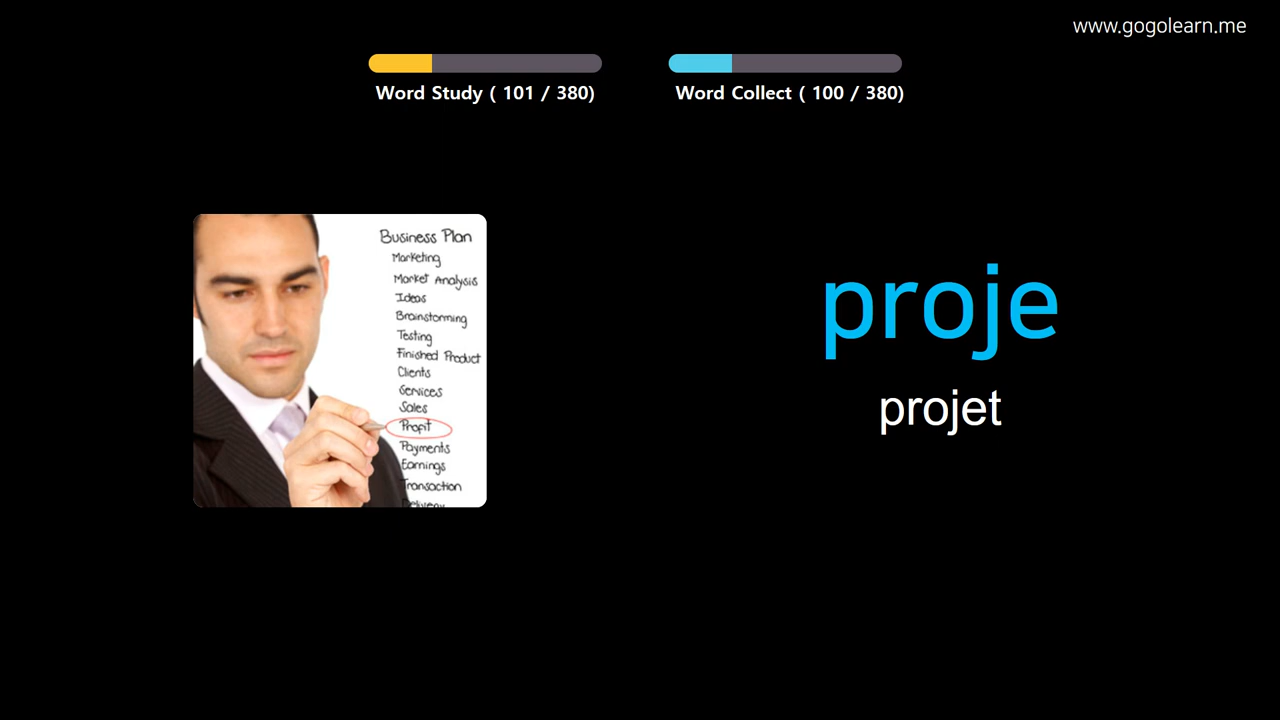 www.gogolearn.me
Word Study ( 101 / 380)
Word Collect ( 100 / 380)
Business Plan
Marketing
Market Analysis
Ideas
Brainstorming
Testing
Finished Product
Clients
Services
Sales
Profit
Payments
Earnings
Transaction
Delivery
proje
projet